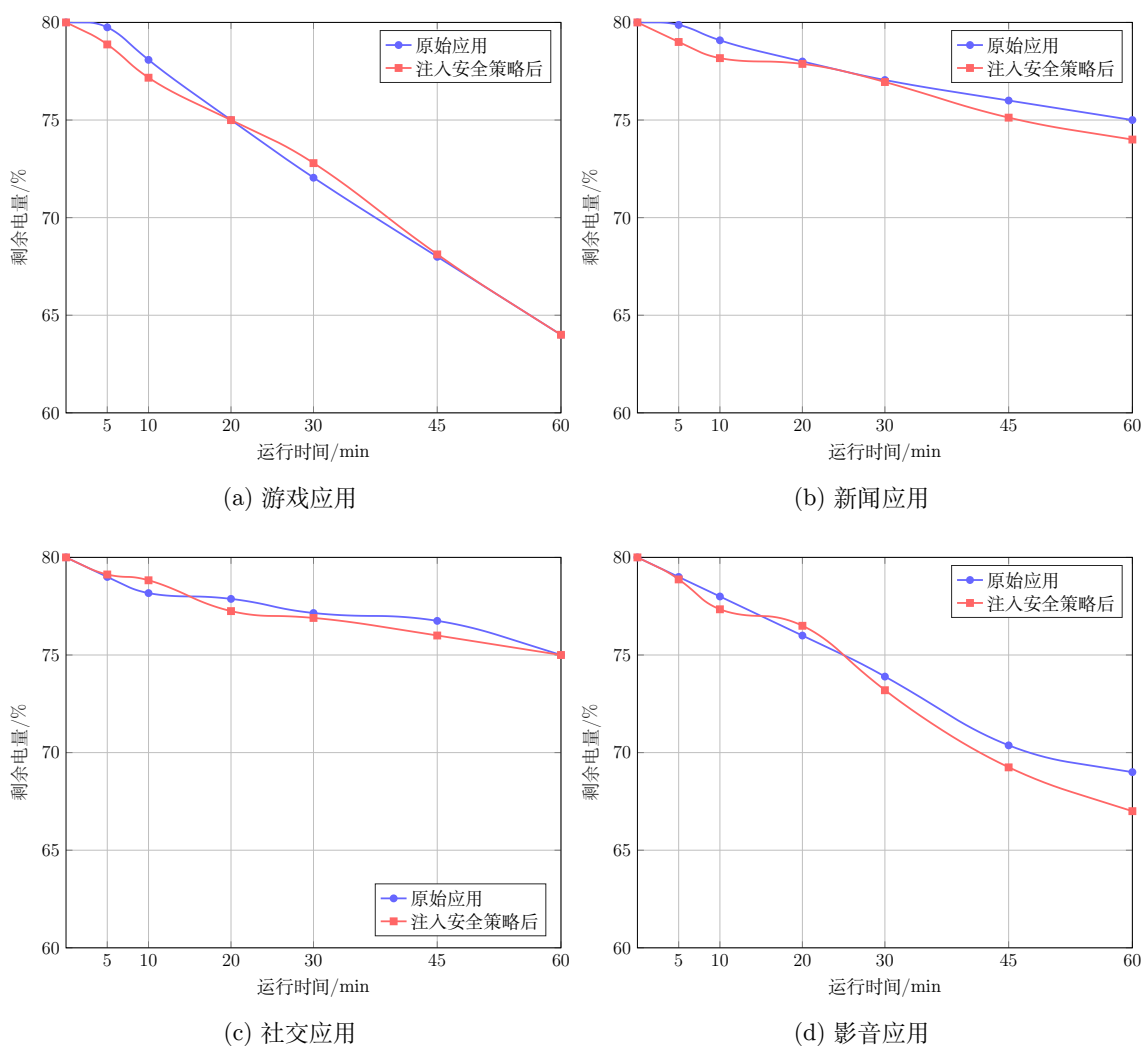 80
75
70
65
60
剩余电量/%
原始应用
注入安全策略后
5 10 20 30 45 60
运行时间/min
(a) 游戏应用
80
75
70
65
60
剩余电量/%
原始应用
注入安全策略后
5 10 20 30 45 60
运行时间/min
(b) 新闻应用
80
75
70
65
60
剩余电量/%
原始应用
注入安全策略后
5 10 20 30 45 60
运行时间/min
(c) 社交应用
80
75
70
65
60
剩余电量/%
原始应用
注入安全策略后
5 10 20 30 45 60
运行时间/min
(d) 影音应用